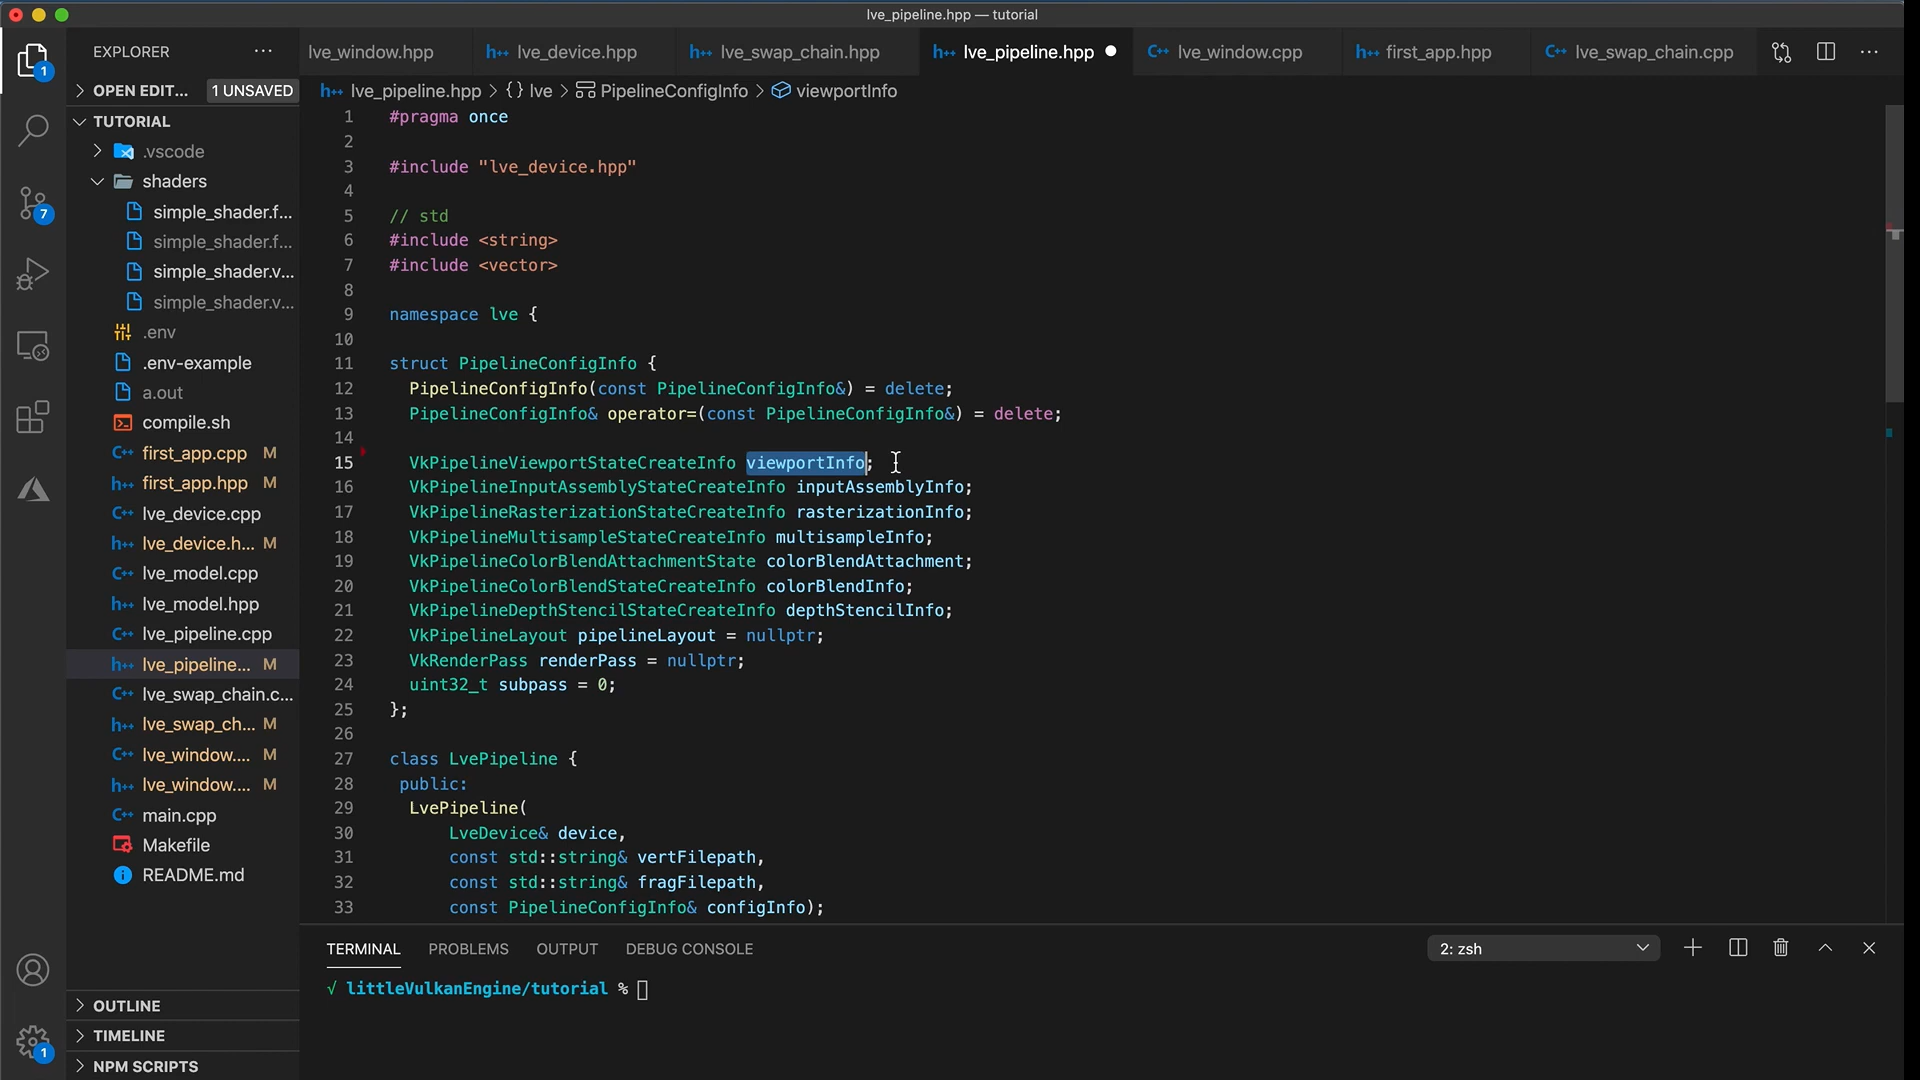 lve_pipeline.hpp — tutorial
EXPLORER
lve_window.hpp
h++ lve_device.hpp
h++ lve_swap_chain.hpp
h++ lve_pipeline.hpp
C++ lve_window.cpp
h++ first_app.hpp
C++ lve_swap_chain.cpp
OPEN EDIT... 1 UNSAVED
h++ lve_pipeline.hpp > {} lve > PipelineConfigInfo > viewportInfo
TUTORIAL
.vscode
shaders
simple_shader.f...
simple_shader.f...
simple_shader.v...
simple_shader.v...
.env
.env-example
a.out
compile.sh
C++ first_app.cpp M
h++ first_app.hpp M
C++ lve_device.cpp
h++ lve_device.h... M
C++ lve_model.cpp
h++ lve_model.hpp
C++ lve_pipeline.cpp
h++ lve_pipeline... M
C++ lve_swap_chain.c...
h++ lve_swap_ch... M
C++ lve_window.... M
h++ lve_window.... M
C++ main.cpp
Makefile
README.md
OUTLINE
TIMELINE
NPM SCRIPTS
1
7
1
1 #pragma once
2
3 #include "lve_device.hpp"
4
5 // std
6 #include <string>
7 #include <vector>
8
9 namespace lve {
10
11 struct PipelineConfigInfo {
12 PipelineConfigInfo(const PipelineConfigInfo&) = delete;
13 PipelineConfigInfo& operator=(const PipelineConfigInfo&) = delete;
14
15 VkPipelineViewportStateCreateInfo viewportInfo;
16 VkPipelineInputAssemblyStateCreateInfo inputAssemblyInfo;
17 VkPipelineRasterizationStateCreateInfo rasterizationInfo;
18 VkPipelineMultisampleStateCreateInfo multisampleInfo;
19 VkPipelineColorBlendAttachmentState colorBlendAttachment;
20 VkPipelineColorBlendStateCreateInfo colorBlendInfo;
21 VkPipelineDepthStencilStateCreateInfo depthStencilInfo;
22 VkPipelineLayout pipelineLayout = nullptr;
23 VkRenderPass renderPass = nullptr;
24 uint32_t subpass = 0;
25 };
26
27 class LvePipeline {
28 public:
29 LvePipeline(
30 LveDevice& device,
31 const std::string& vertFilepath,
32 const std::string& fragFilepath,
33 const PipelineConfigInfo& configInfo);
TERMINAL PROBLEMS OUTPUT DEBUG CONSOLE 2: zsh
√ littleVulkanEngine/tutorial %